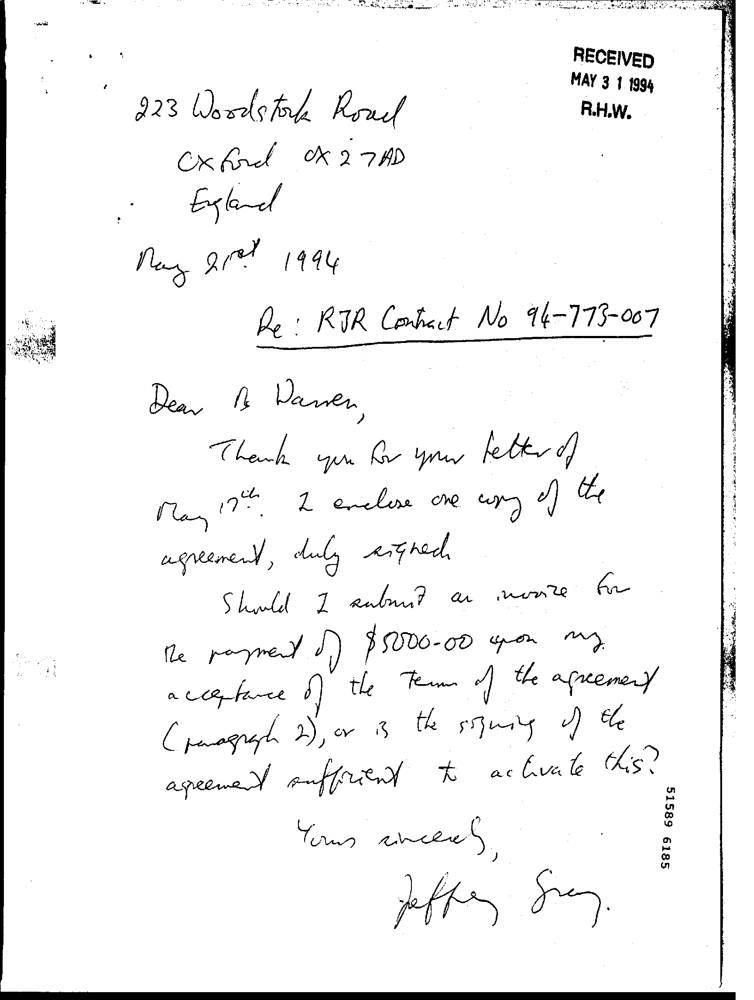 RECEIVED
MAY 31 1994
R.H.W.
223 Woodstock Road
Oxford OX2 7AD
England
May 21st 1994
Re: RJR Contract No 94-773-007
Dear Warren,
Thank you for your letter of
May 17th. I enclose one copy of the
agreement, duly signed
Should I submit an invoice for
the payment of $5000-00 upon my
acceptance of the Terms of the agreement
(paragraph 2), or is the signing of the
agreement sufficient to activate this?
Yours sincerely,
Jeffrey Gray.
51589 6185